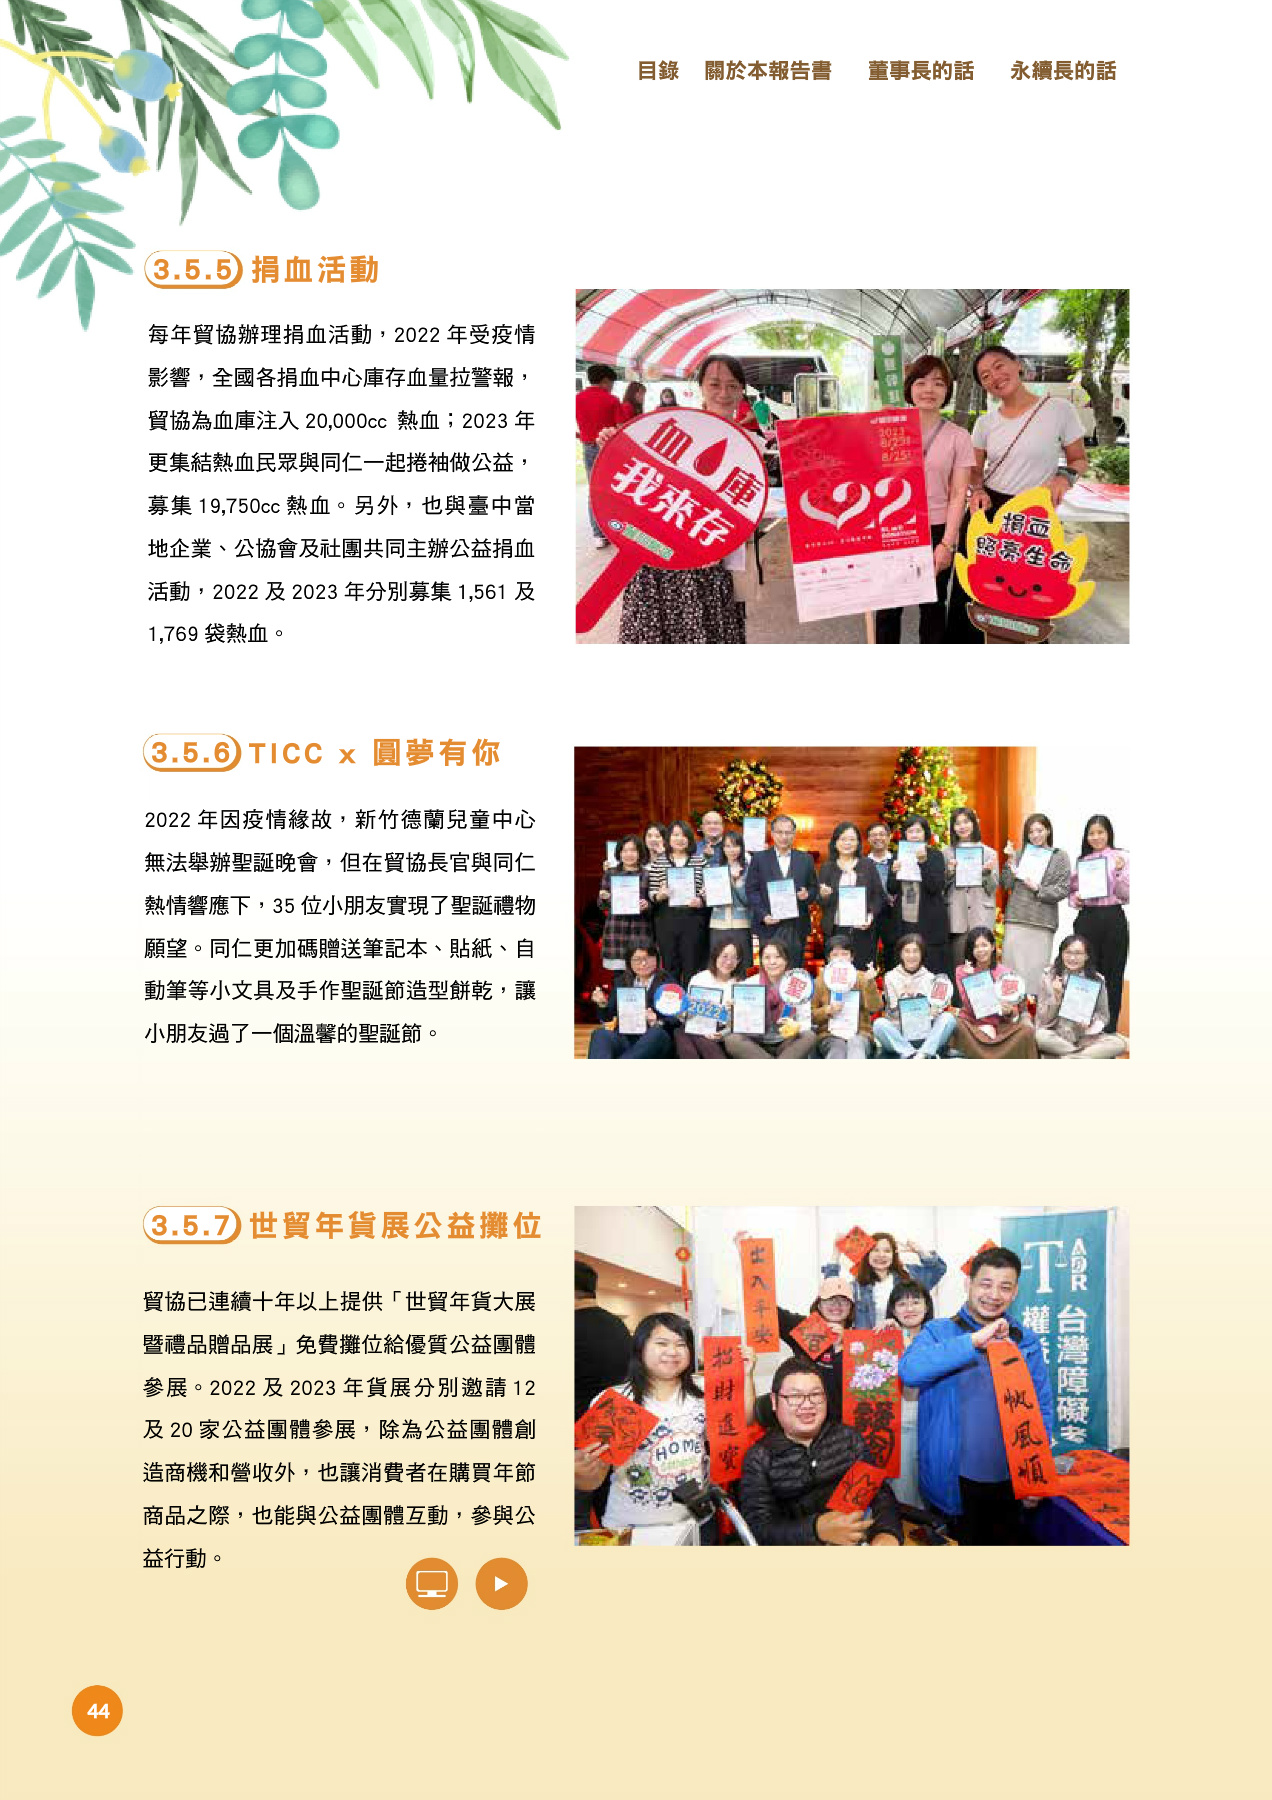 目錄 關於本報告書 董事長的話 永續長的話
3.5.5 捐血活動
每年貿協辦理捐血活動，2022 年受疫情
影響，全國各捐血中心庫存血量拉警報，
貿協為血庫注入 20,000cc 熱血；2023 年
更集結熱血民眾與同仁一起捲袖做公益，
募集 19,750cc 熱血。另外，也與臺中當
地企業、公協會及社團共同主辦公益捐血
活動，2022 及 2023 年分別募集 1,561 及
1,769 袋熱血。
血庫
我來存
2023
8/23
8/25
22
捐血
照亮生命
3.5.6 TICC x 圓夢有你
2022 年因疫情緣故，新竹德蘭兒童中心
無法舉辦聖誕晚會，但在貿協長官與同仁
熱情響應下，35 位小朋友實現了聖誕禮物
願望。同仁更加碼贈送筆記本、貼紙、自
動筆等小文具及手作聖誕節造型餅乾，讓
小朋友過了一個溫馨的聖誕節。
2022
聖
誕
圓
夢
3.5.7 世貿年貨展公益攤位
貿協已連續十年以上提供「世貿年貨大展
暨禮品贈品展」免費攤位給優質公益團體
參展。2022 及 2023 年貨展分別邀請 12
及 20 家公益團體參展，除為公益團體創
造商機和營收外，也讓消費者在購買年節
商品之際，也能與公益團體互動，參與公
益行動。
出入平安
招財進寶
一帆風順
HOME
台灣障礙者
權
44